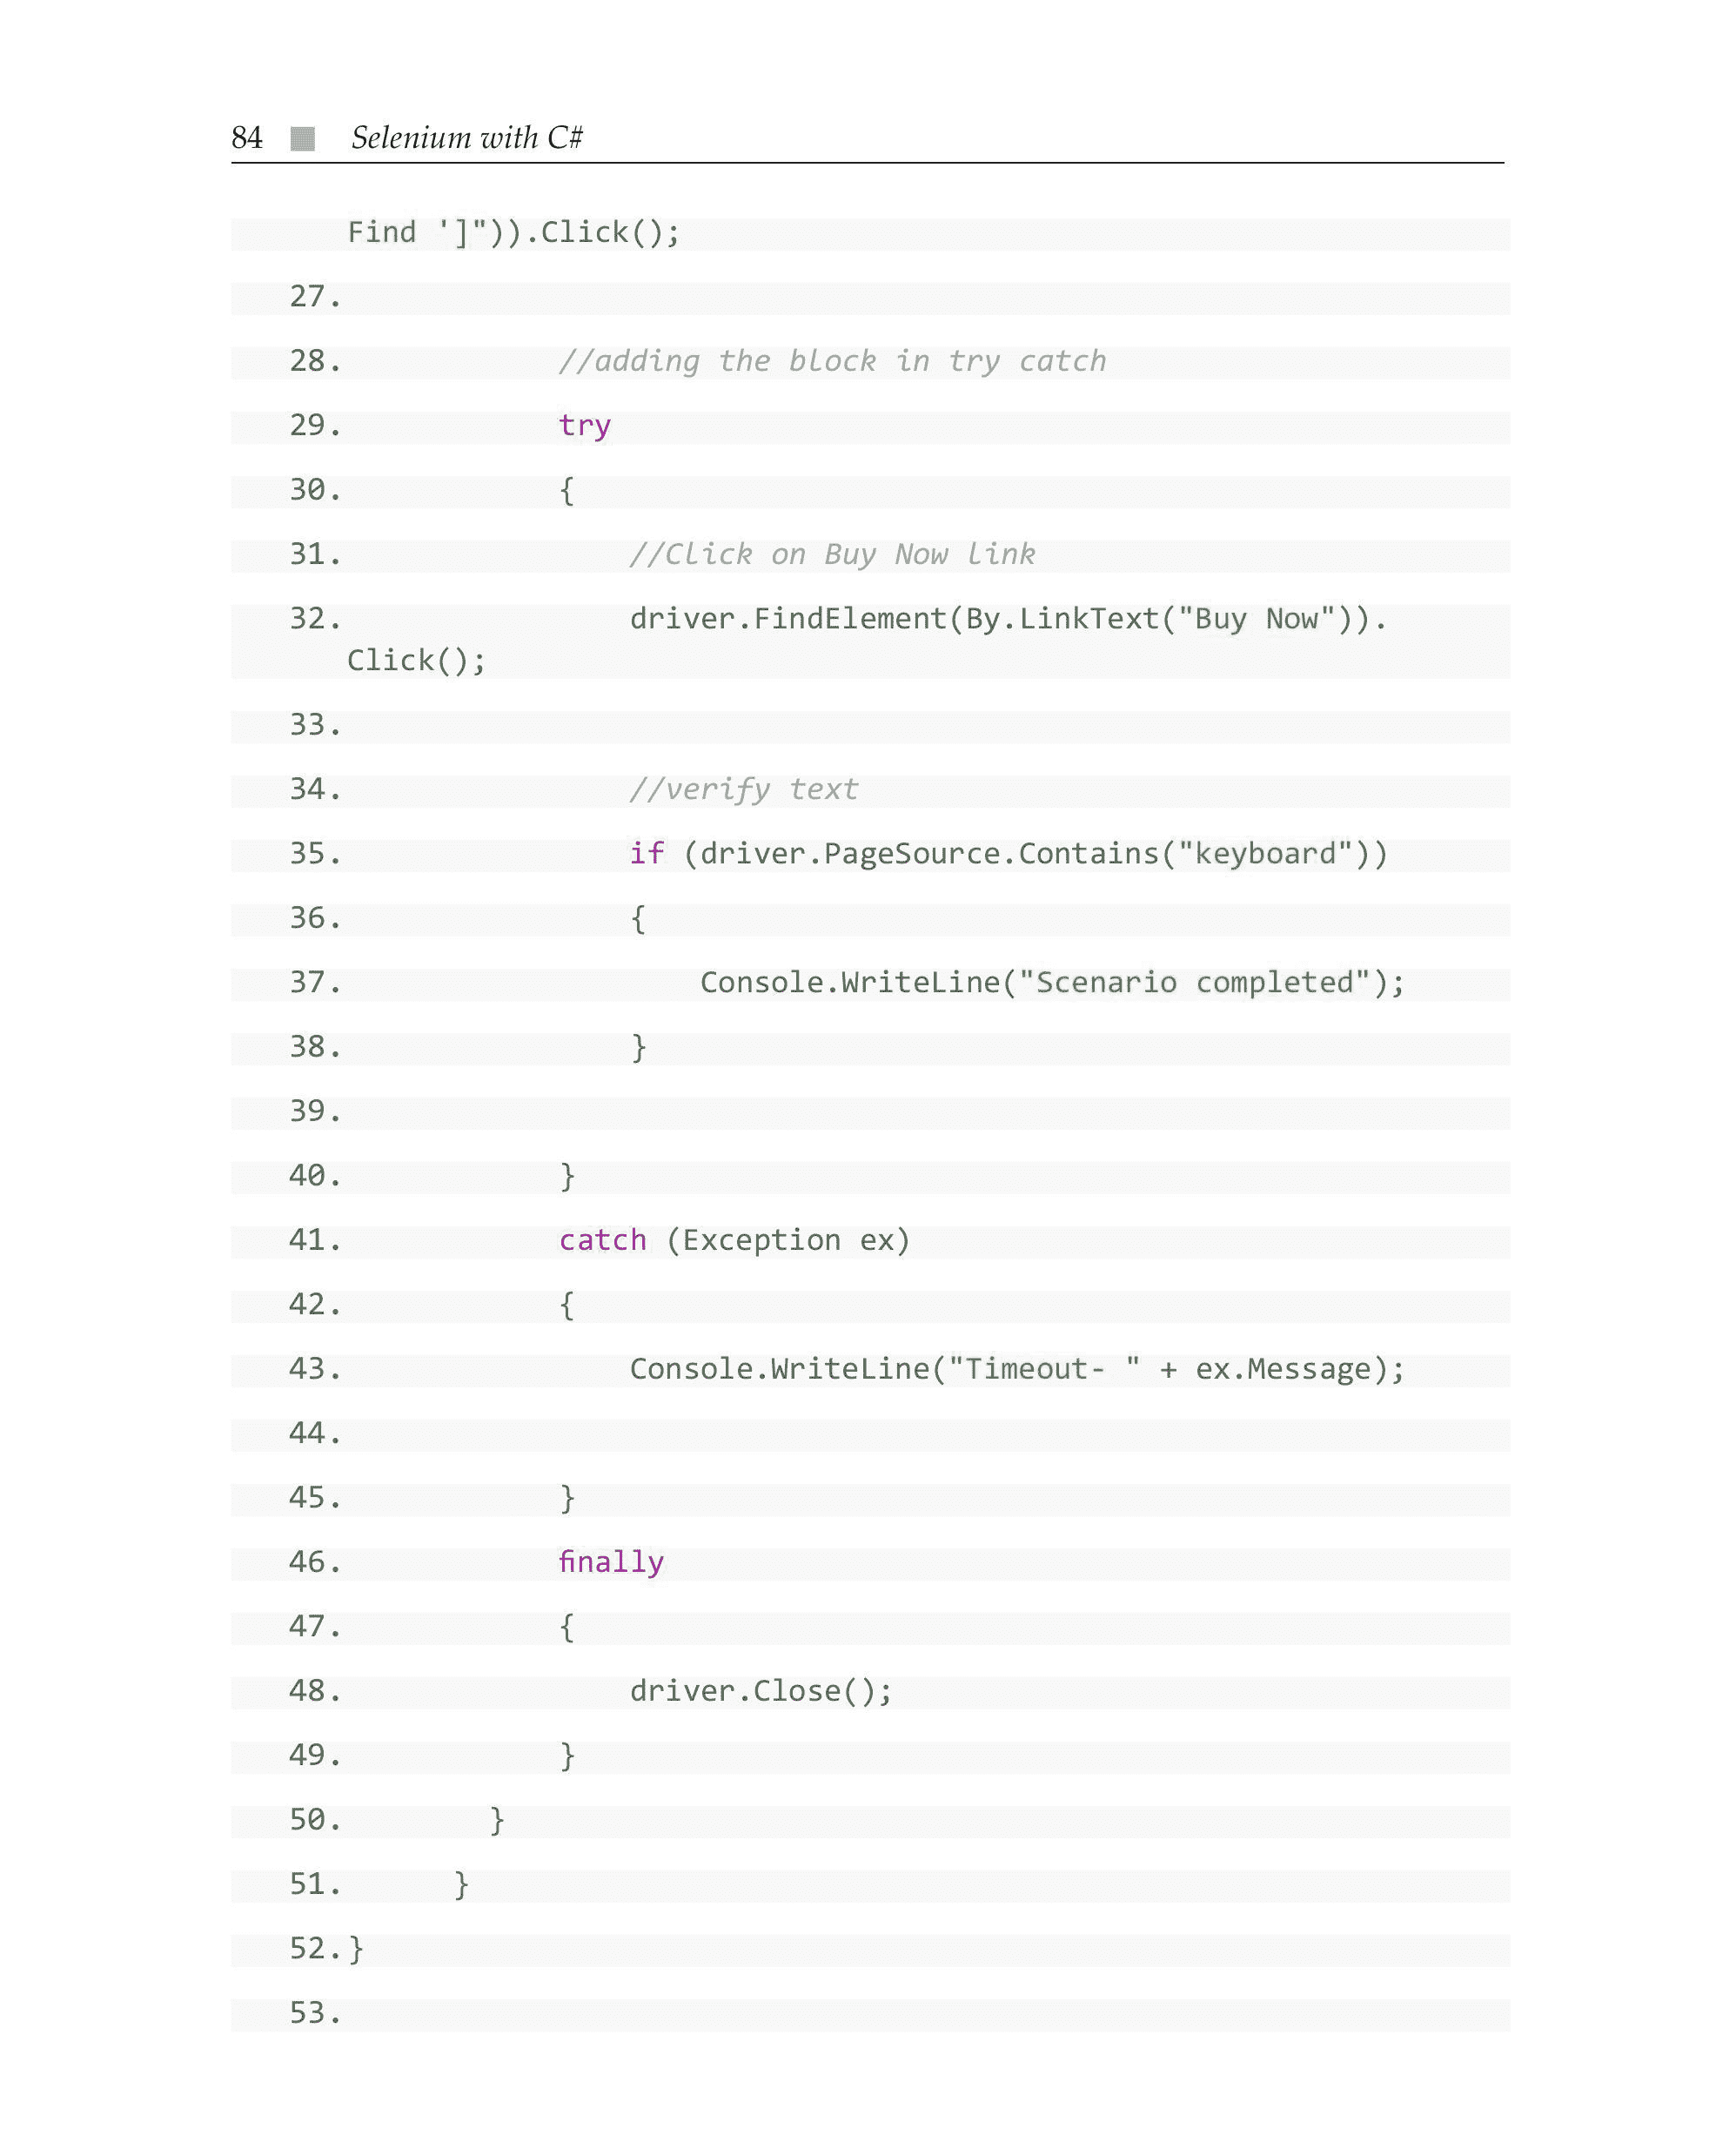 84 Selenium with C#
Find ']")).Click();
27.
28. //adding the block in try catch
29. try
30. {
31. //Click on Buy Now link
32. driver.FindElement(By.LinkText("Buy Now")).
Click();
33.
34. //verify text
35. if (driver.PageSource.Contains("keyboard"))
36. {
37. Console.WriteLine("Scenario completed");
38. }
39.
40. }
41. catch (Exception ex)
42. {
43. Console.WriteLine("Timeout- " + ex.Message);
44.
45. }
46. finally
47. {
48. driver.Close();
49. }
50. }
51. }
52. }
53.